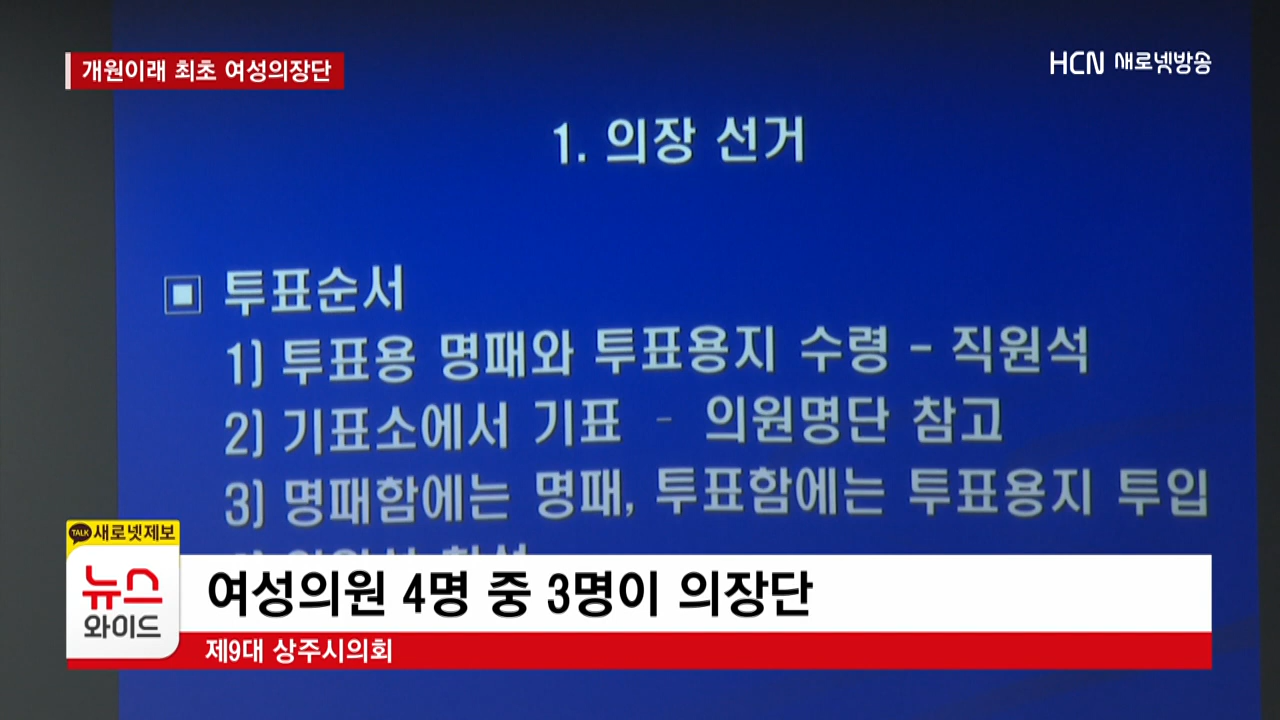 개원이래 최초 여성의장단
HCN 새로넷방송
1. 의장 선거
투표순서
1) 투표용 명패와 투표용지 수령 - 직원석
2) 기표소에서 기표 - 의원명단 참고
3) 명패함에는 명패, 투표함에는 투표용지 투입
TALK 새로넷제보
뉴스
와이드
여성의원 4명 중 3명이 의장단
제9대 상주시의회